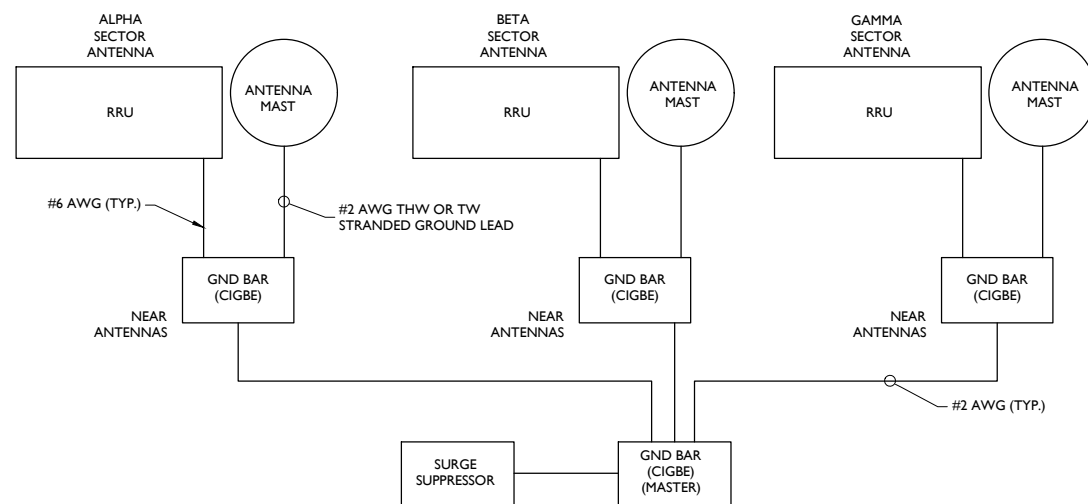 ALPHA
SECTOR
ANTENNA
BETA
SECTOR
ANTENNA
GAMMA
SECTOR
ANTENNA
RRU
ANTENNA
MAST
RRU
ANTENNA
MAST
RRU
ANTENNA
MAST
#6 AWG (TYP.)
#2 AWG THW OR TW
STRANDED GROUND LEAD
GND BAR
(CIGBE)
GND BAR
(CIGBE)
GND BAR
(CIGBE)
NEAR
ANTENNAS
NEAR
ANTENNAS
NEAR
ANTENNAS
#2 AWG (TYP.)
SURGE
SUPPRESSOR
GND BAR
(CIGBE)
(MASTER)